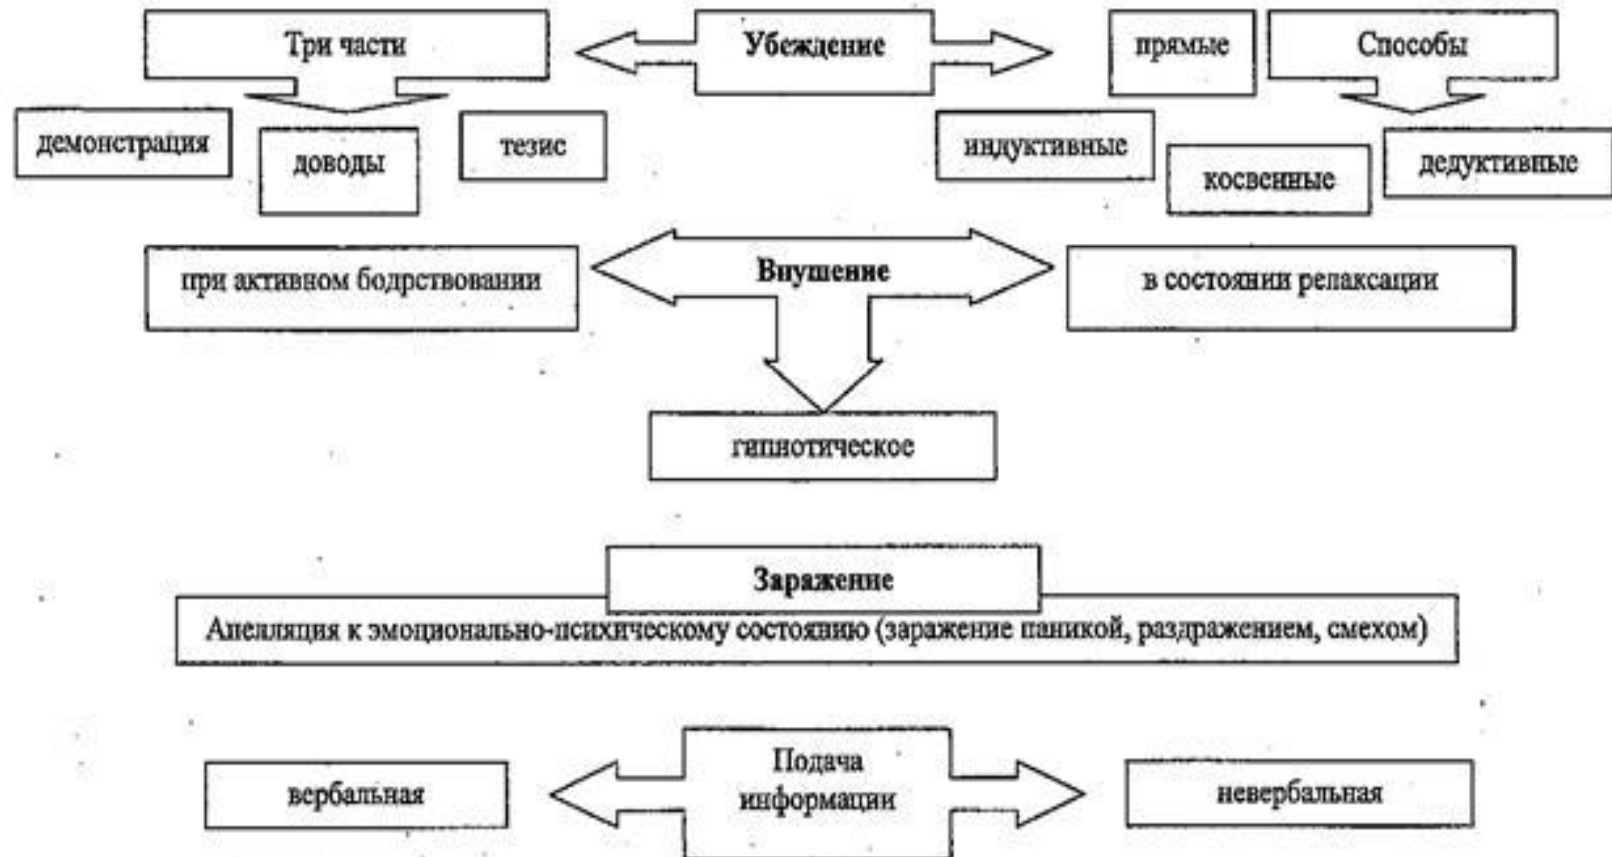 Три части
Убеждение
прямые
Способы
демонстрация
доводы
тезис
индуктивные
косвенные
дедуктивные
при активном бодрствовании
Внушение
в состоянии релаксации
гипнотическое
Заражение
Апелляция к эмоционально-психическому состоянию (заражение паникой, раздражением, смехом)
вербальная
Подача
информации
невербальная